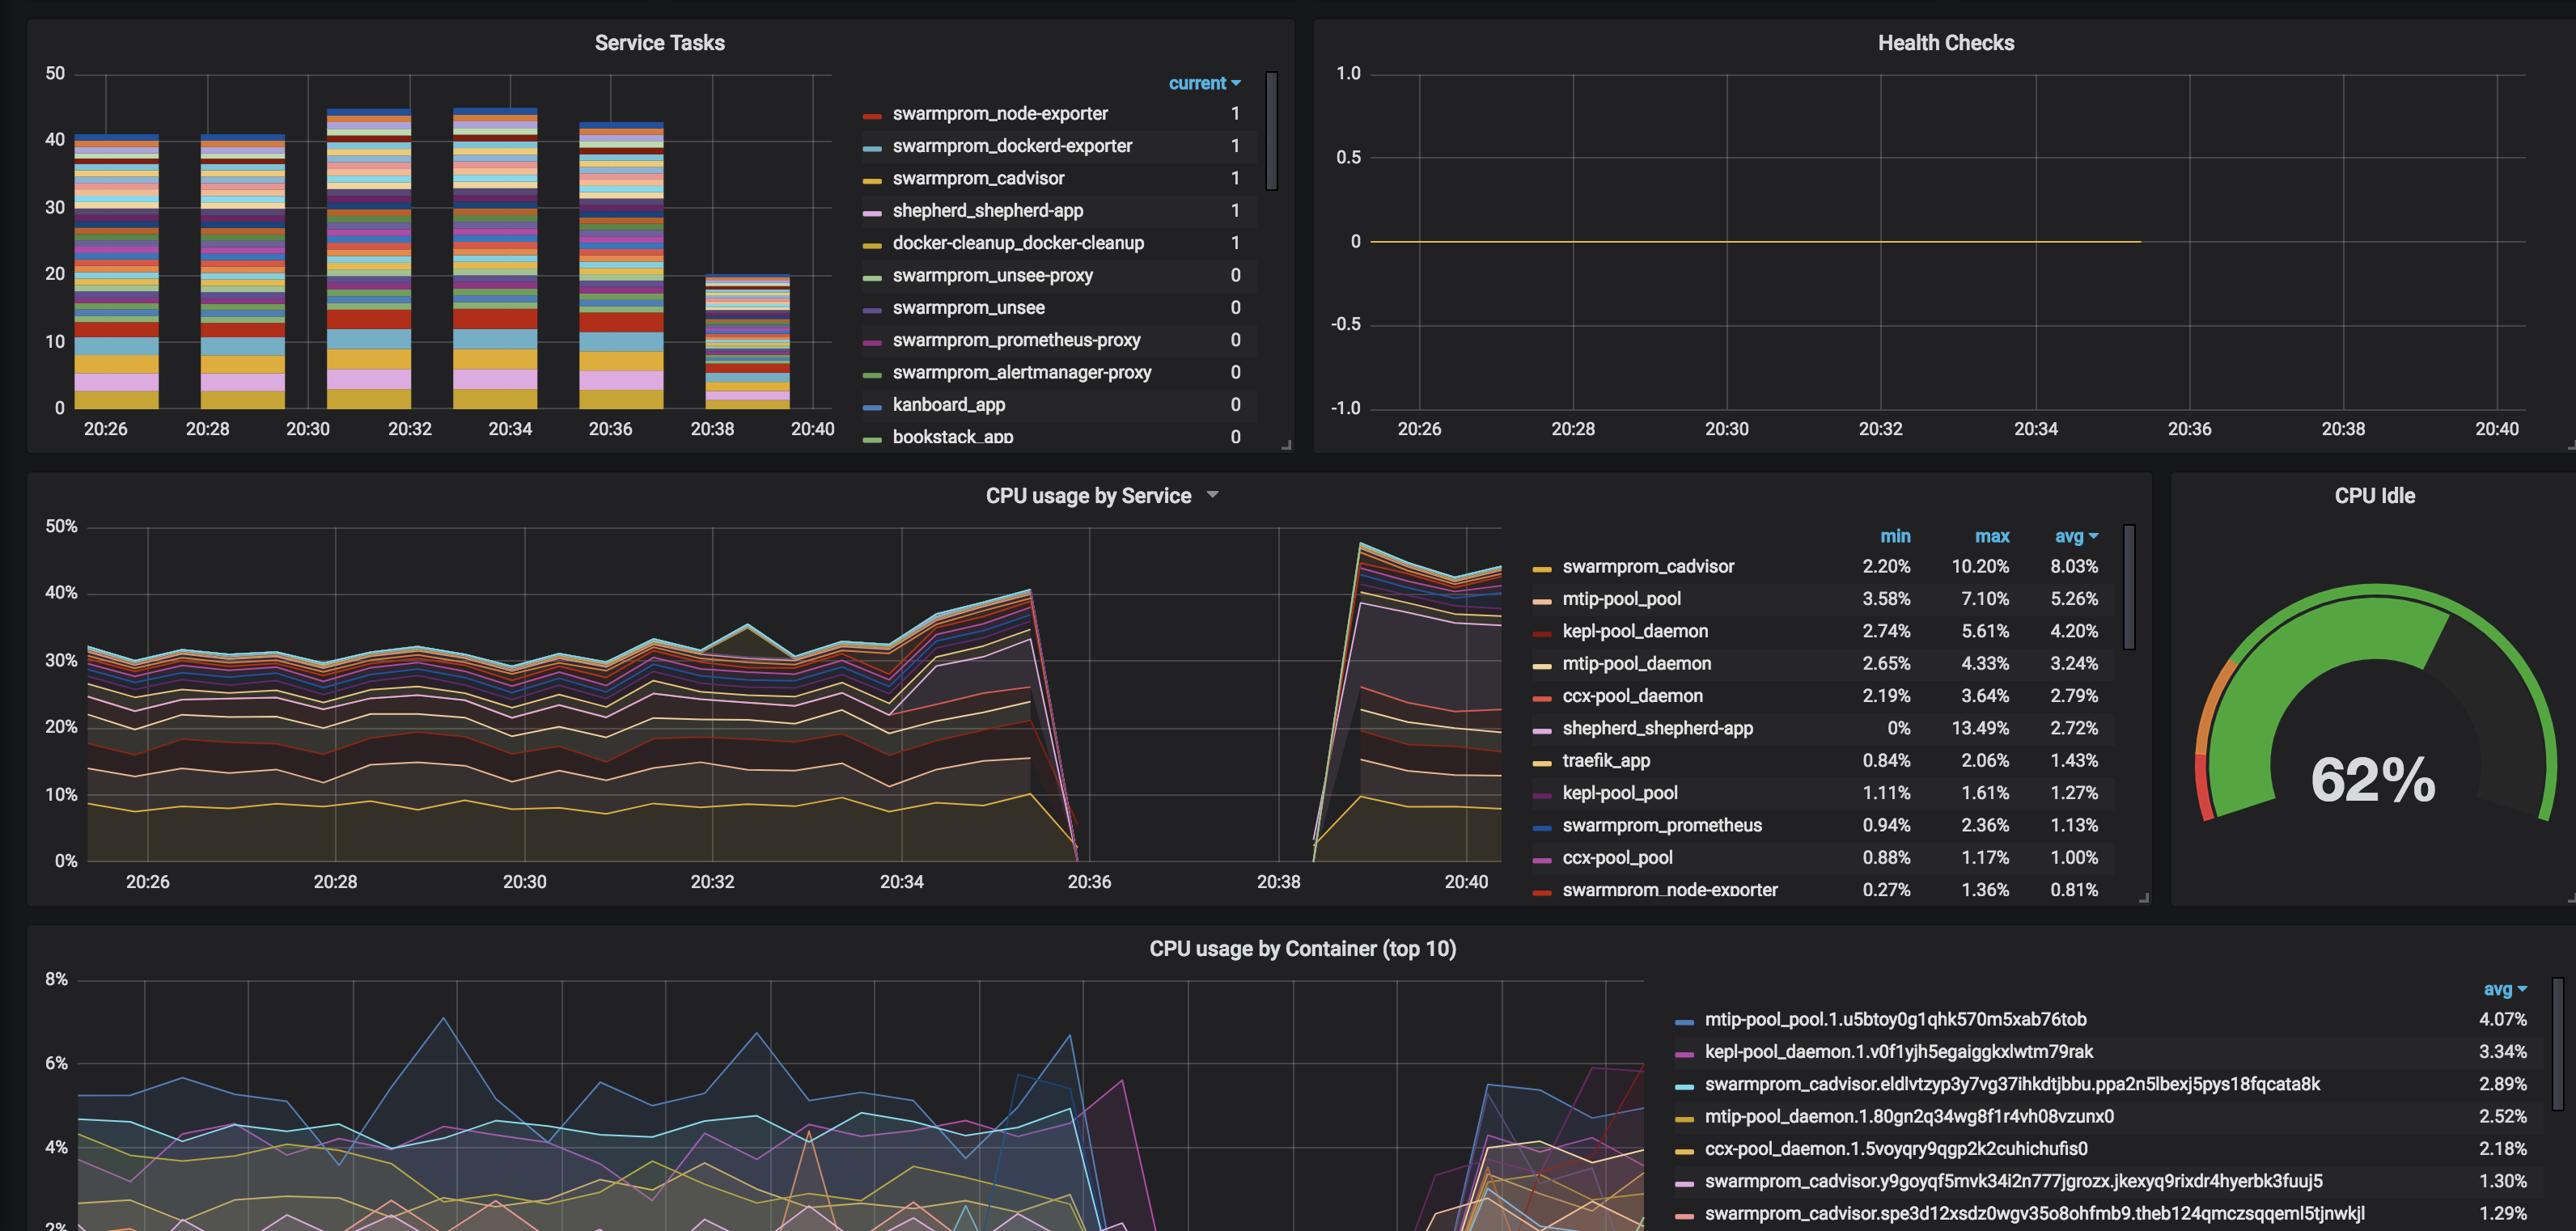 Service Tasks
50
40
30
20
10
0
20:26 20:28 20:30 20:32 20:34 20:36 20:38 20:40
current
swarmprom_node-exporter 1
swarmprom_dockerd-exporter 1
swarmprom_cadvisor 1
shepherd_shepherd-app 1
docker-cleanup_docker-cleanup 1
swarmprom_unsee-proxy 0
swarmprom_unsee 0
swarmprom_prometheus-proxy 0
swarmprom_alertmanager-proxy 0
kanboard_app 0
bookstack_app 0
Health Checks
1.0
0.5
0
-0.5
-1.0
20:26 20:28 20:30 20:32 20:34 20:36 20:38 20:40
CPU usage by Service
50%
40%
30%
20%
10%
0%
20:26 20:28 20:30 20:32 20:34 20:36 20:38 20:40
min max avg
swarmprom_cadvisor 2.20% 10.20% 8.03%
mtip-pool_pool 3.58% 7.10% 5.26%
kepl-pool_daemon 2.74% 5.61% 4.20%
mtip-pool_daemon 2.65% 4.33% 3.24%
ccx-pool_daemon 2.19% 3.64% 2.79%
shepherd_shepherd-app 0% 13.49% 2.72%
traefik_app 0.84% 2.06% 1.43%
kepl-pool_pool 1.11% 1.61% 1.27%
swarmprom_prometheus 0.94% 2.36% 1.13%
ccx-pool_pool 0.88% 1.17% 1.00%
swarmprom_node-exporter 0.27% 1.36% 0.81%
CPU Idle
62%
CPU usage by Container (top 10)
8%
6%
4%
2%
avg
mtip-pool_pool.1.u5btoy0g1qhk570m5xab76tob 4.07%
kepl-pool_daemon.1.v0f1yjh5egaiggkxlwtm79rak 3.34%
swarmprom_cadvisor.eldlvtzyp3y7vg37ihkdtjbbu.ppa2n5lbexj5pys18fqcata8k 2.89%
mtip-pool_daemon.1.80gn2q34wg8f1r4vh08vzunx0 2.52%
ccx-pool_daemon.1.5voyqry9qgp2k2cuhichufis0 2.18%
swarmprom_cadvisor.y9goyqf5mvk34i2n777jgrozx.jkexyq9rixdr4hyerbk3fuuj5 1.30%
swarmprom_cadvisor.spe3d12xsdz0wgv35o8ohfmb9.theb124qmczsqqeml5tjnwkjl 1.29%